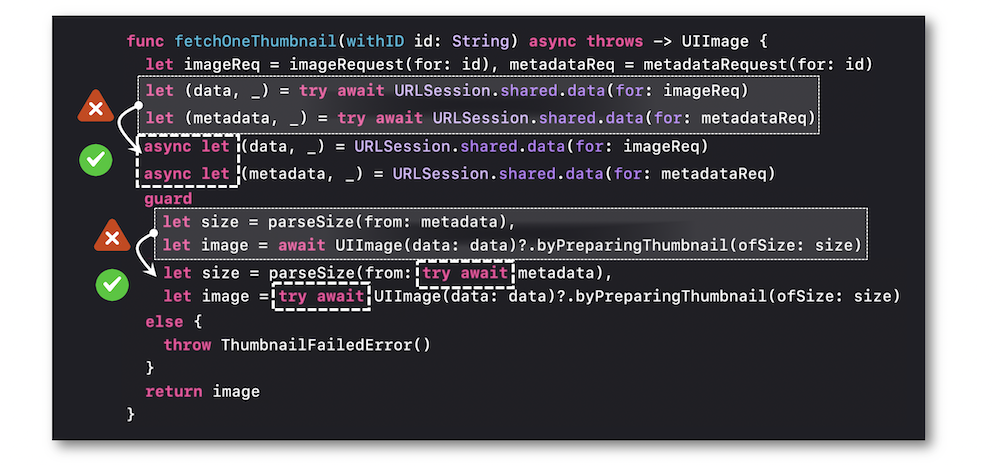 func fetchOneThumbnail(withID id: String) async throws -> UIImage {
let imageReq = imageRequest(for: id), metadataReq = metadataRequest(for: id)
let (data, _) = try await URLSession.shared.data(for: imageReq)
let (metadata, _) = try await URLSession.shared.data(for: metadataReq)
async let (data, _) = URLSession.shared.data(for: imageReq)
async let (metadata, _) = URLSession.shared.data(for: metadataReq)
guard
let size = parseSize(from: metadata),
let image = await UIImage(data: data)?.byPreparingThumbnail(ofSize: size)
let size = parseSize(from: try await metadata),
let image = try await UIImage(data: data)?.byPreparingThumbnail(ofSize: size)
else {
throw ThumbnailFailedError()
}
return image
}